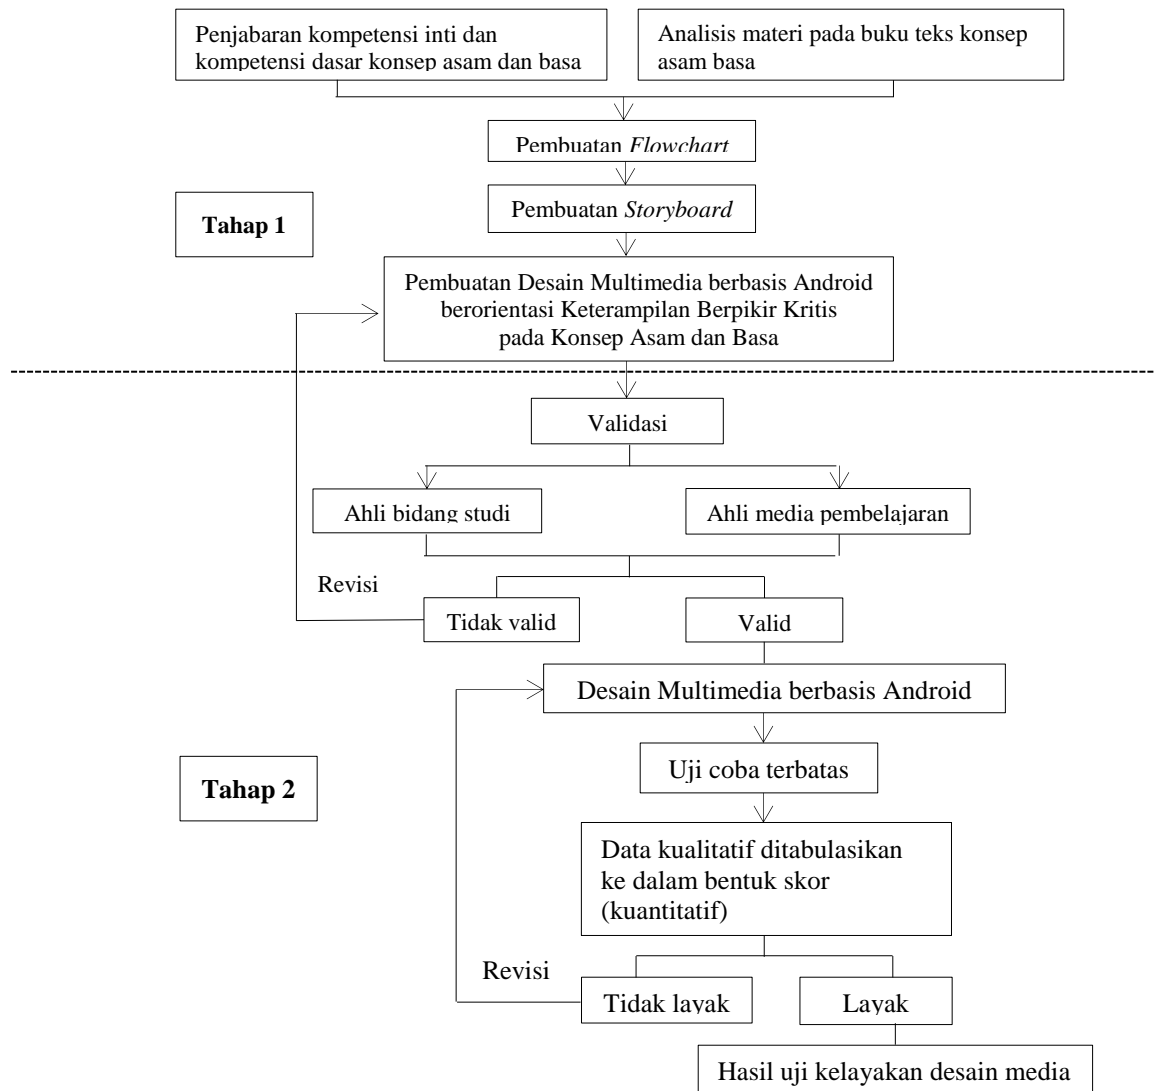 Penjabaran kompetensi inti dan
kompetensi dasar konsep asam dan basa
Analisis materi pada buku teks konsep
asam basa
Pembuatan Flowchart
Pembuatan Storyboard
Tahap 1
Pembuatan Desain Multimedia berbasis Android
berorientasi Keterampilan Berpikir Kritis
pada Konsep Asam dan Basa
Validasi
Ahli bidang studi
Ahli media pembelajaran
Revisi
Tidak valid
Valid
Desain Multimedia berbasis Android
Uji coba terbatas
Tahap 2
Data kualitatif ditabulasikan
ke dalam bentuk skor
(kuantitatif)
Revisi
Tidak layak
Layak
Hasil uji kelayakan desain media